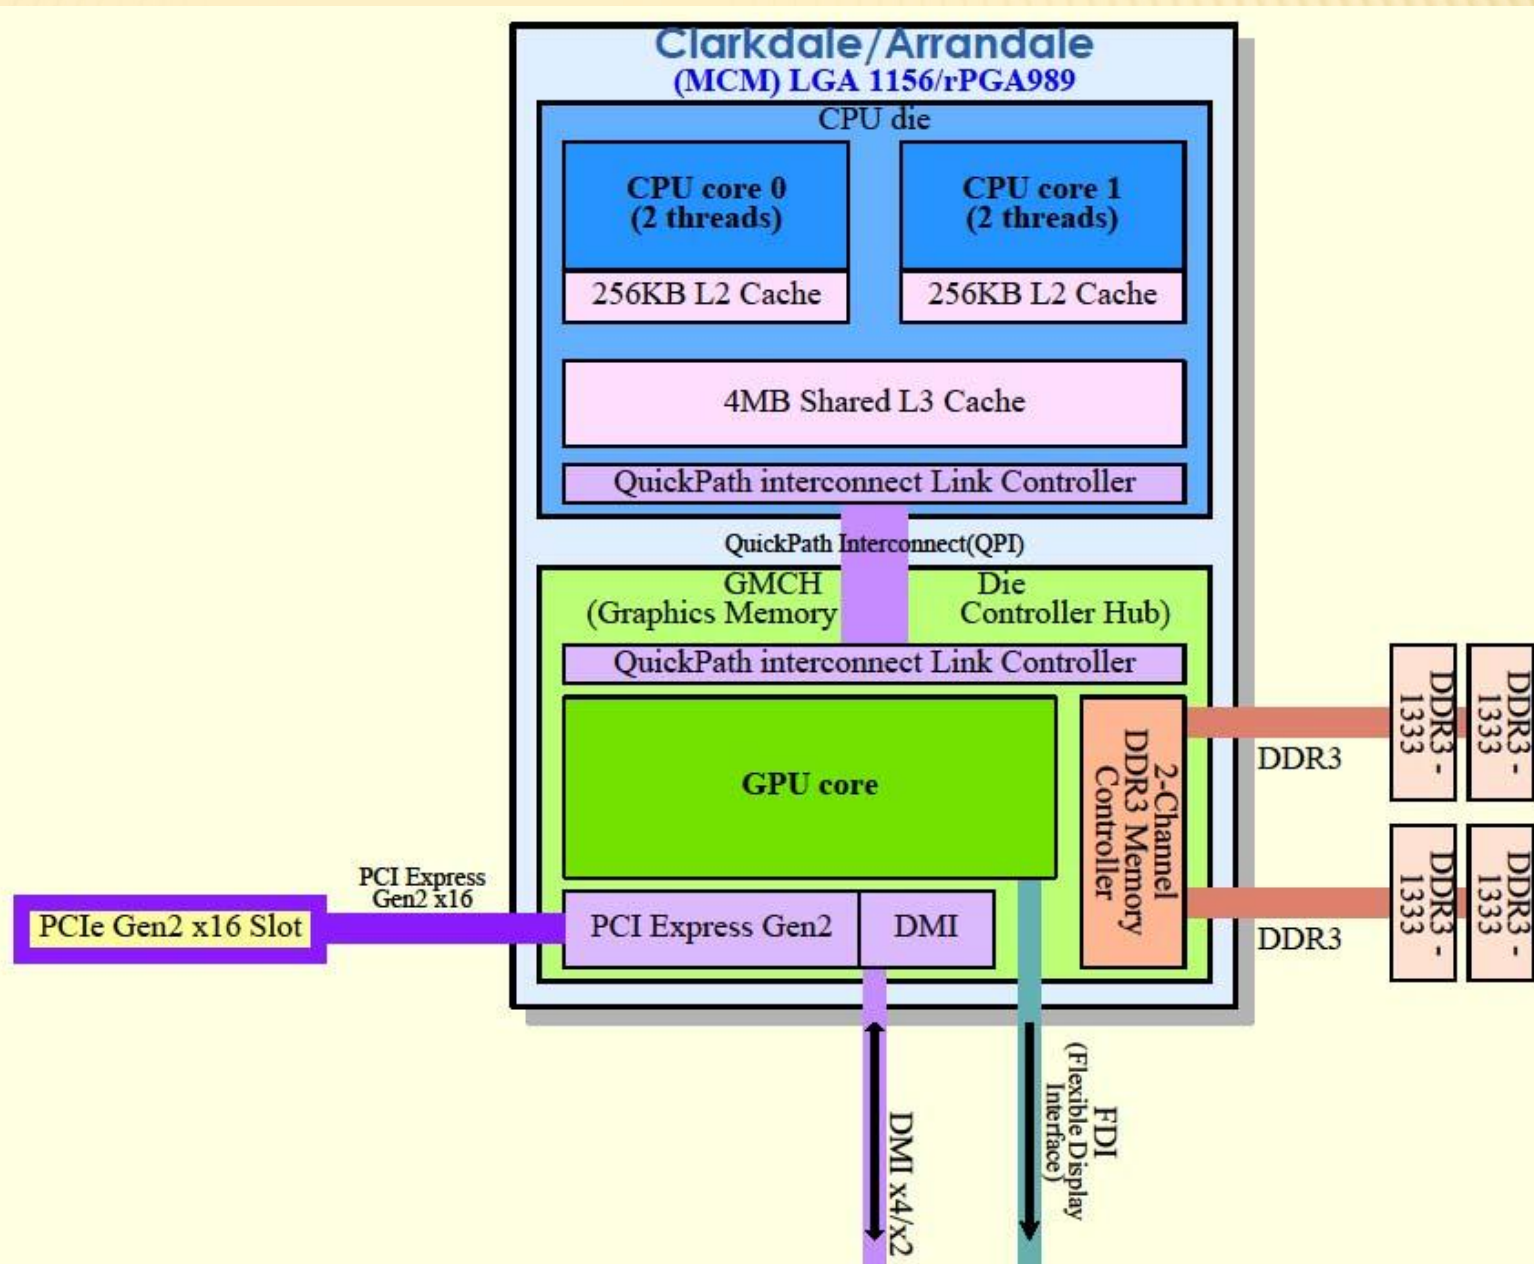 Clarkdale/Arrandale
(MCM) LGA 1156/rPGA989
CPU die
CPU core 0
(2 threads)
CPU core 1
(2 threads)
256KB L2 Cache
256KB L2 Cache
4MB Shared L3 Cache
QuickPath interconnect Link Controller
QuickPath Interconnect(QPI)
GMCH Die
(Graphics Memory Controller Hub)
QuickPath interconnect Link Controller
GPU core
2-Channel
DDR3 Memory
Controller
DDR3
DDR3 -
1333
DDR3 -
1333
DDR3
DDR3 -
1333
DDR3 -
1333
PCI Express
Gen2 x16
PCIe Gen2 x16 Slot
PCI Express Gen2
DMI
DMI x4/x2
FDI
(Flexible Display
Interface)